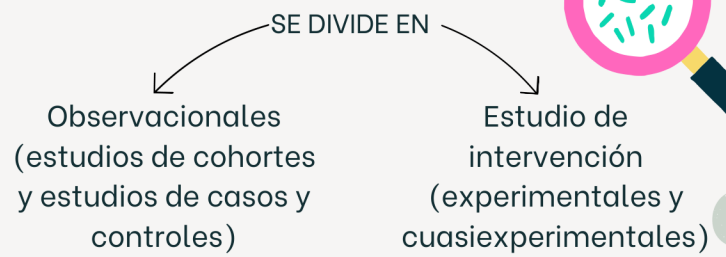 SE DIVIDE EN
Observacionales
(estudios de cohortes
y estudios de casos y
controles)
Estudio de
intervención
(experimentales y
cuasiexperimentales)